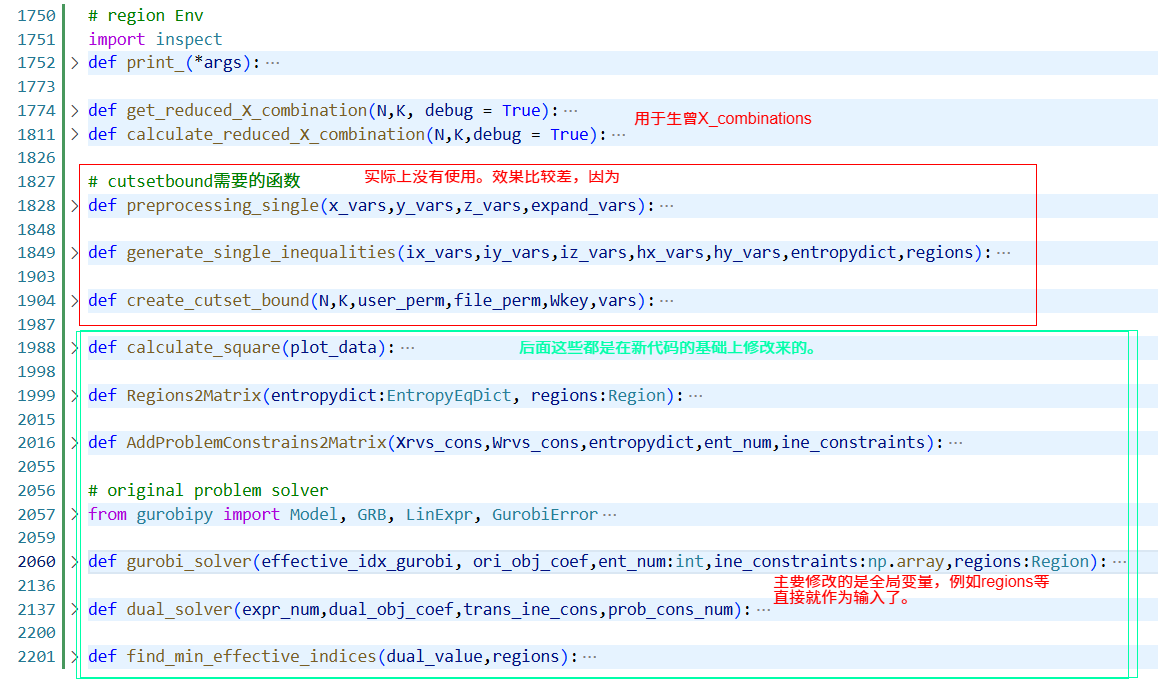 1750 # region Env
1751 import inspect
1752 > def print_(*args): ···
1773
1774 > def get_reduced_X_combination(N,K, debug = True): ···
用于生曾X_combinations
1811 > def calculate_reduced_X_combination(N,K,debug = True): ···
1826
实际上没有使用。效果比较差，因为
1827 # cutsetbound需要的函数
1828 > def preprocessing_single(x_vars,y_vars,z_vars,expand_vars): ···
1848
1849 > def generate_single_inequalities(ix_vars,iy_vars,iz_vars,hx_vars,hy_vars,entropydict,regions): ···
1903
1904 > def create_cutset_bound(N,K,user_perm,file_perm,Wkey,vars): ···
1987
1988 > def calculate_square(plot_data): ···
后面这些都是在新代码的基础上修改来的。
1998
1999 > def Regions2Matrix(entropydict:EntropyEqDict, regions:Region): ···
2015
2016 > def AddProblemConstrains2Matrix(Xrvs_cons,Wrvs_cons,entropydict,ent_num,ine_constraints): ···
2055
2056 # original problem solver
2057 > from gurobipy import Model, GRB, LinExpr, GurobiError ···
2059
2060 > def gurobi_solver(effective_idx_gurobi, ori_obj_coef,ent_num:int,ine_constraints:np.array,regions:Region): ···
2136
主要修改的是全局变量，例如regions等
直接就作为输入了。
2137 > def dual_solver(expr_num,dual_obj_coef,trans_ine_cons,prob_cons_num): ···
2200
2201 > def find_min_effective_indices(dual_value,regions): ···